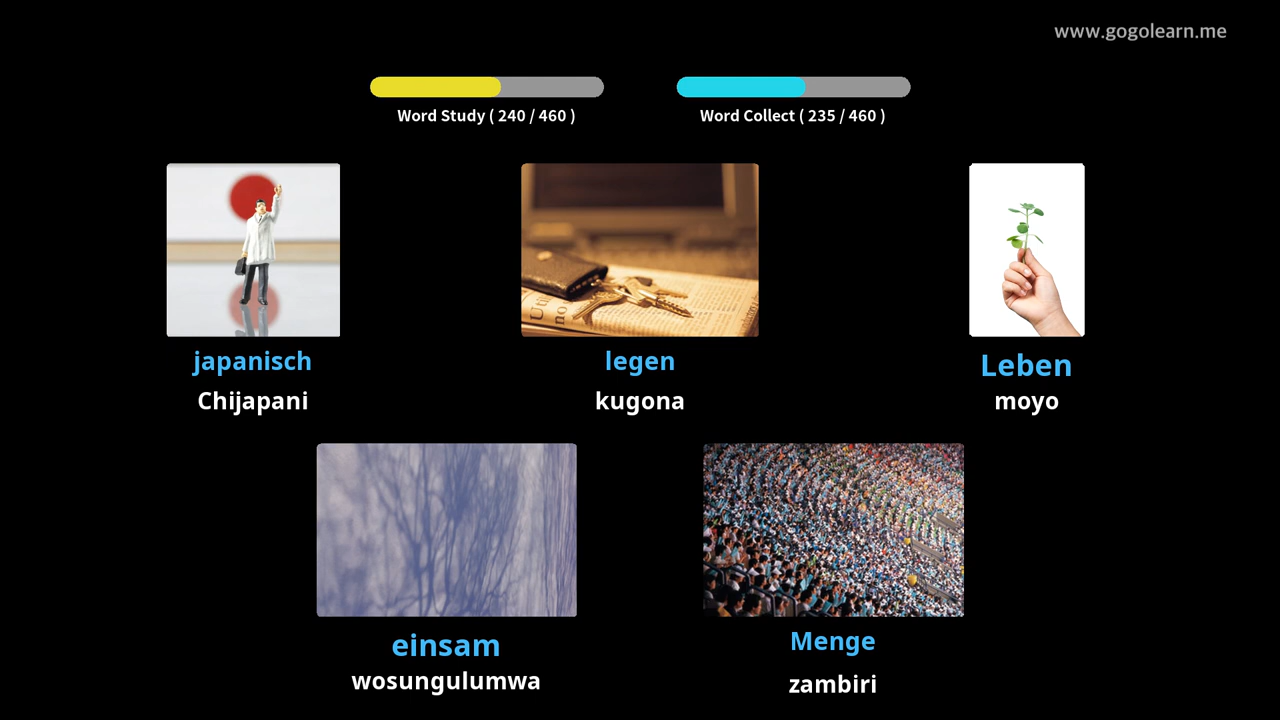 www.gogolearn.me
Word Study ( 240 / 460 )
Word Collect ( 235 / 460 )
japanisch
Chijapani
legen
kugona
Leben
moyo
einsam
wosungulumwa
Menge
zambiri